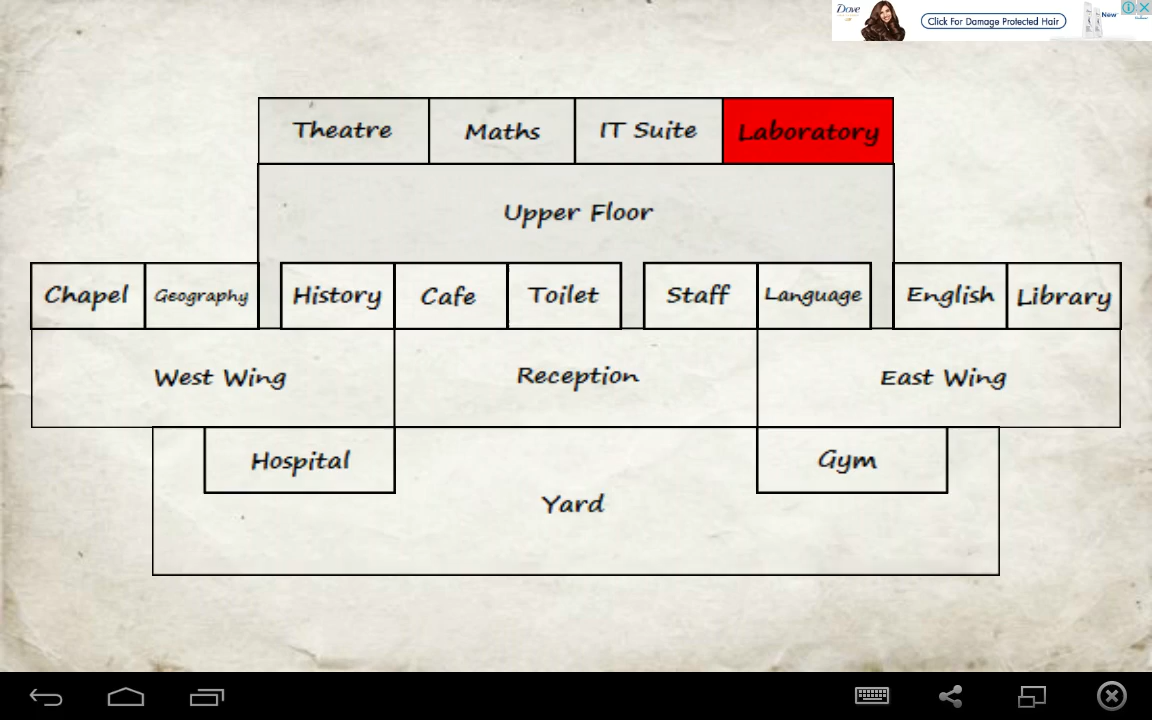 Dove
Click For Damage Protected Hair
New
Theatre
Maths
IT Suite
Laboratory
Upper Floor
Chapel
Geography
History
Cafe
Toilet
Staff
Language
English
Library
West Wing
Reception
East Wing
Hospital
Gym
Yard